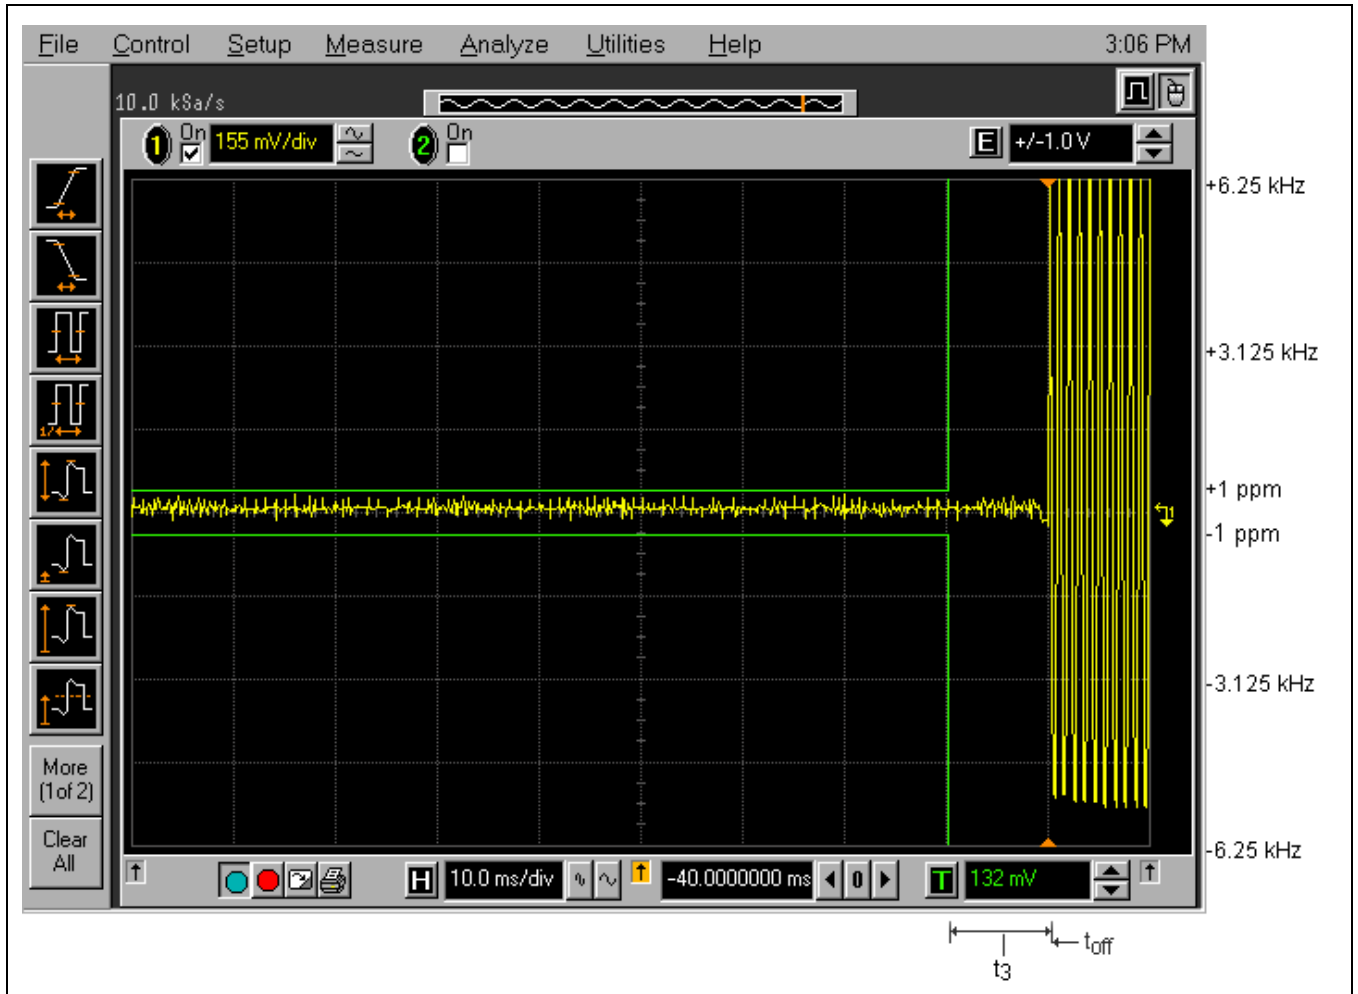 File Control Setup Measure Analyze Utilities Help 3:06 PM
10.0 kSa/s
1 On 155 mV/div 2 On E +/-1.0 V
+6.25 kHz
+3.125 kHz
+1 ppm
1
-1 ppm
-3.125 kHz
-6.25 kHz
1/
More
(1 of 2)
Clear
All
H 10.0 ms/div -40.0000000 ms 0 T 132 mV
toff
t3